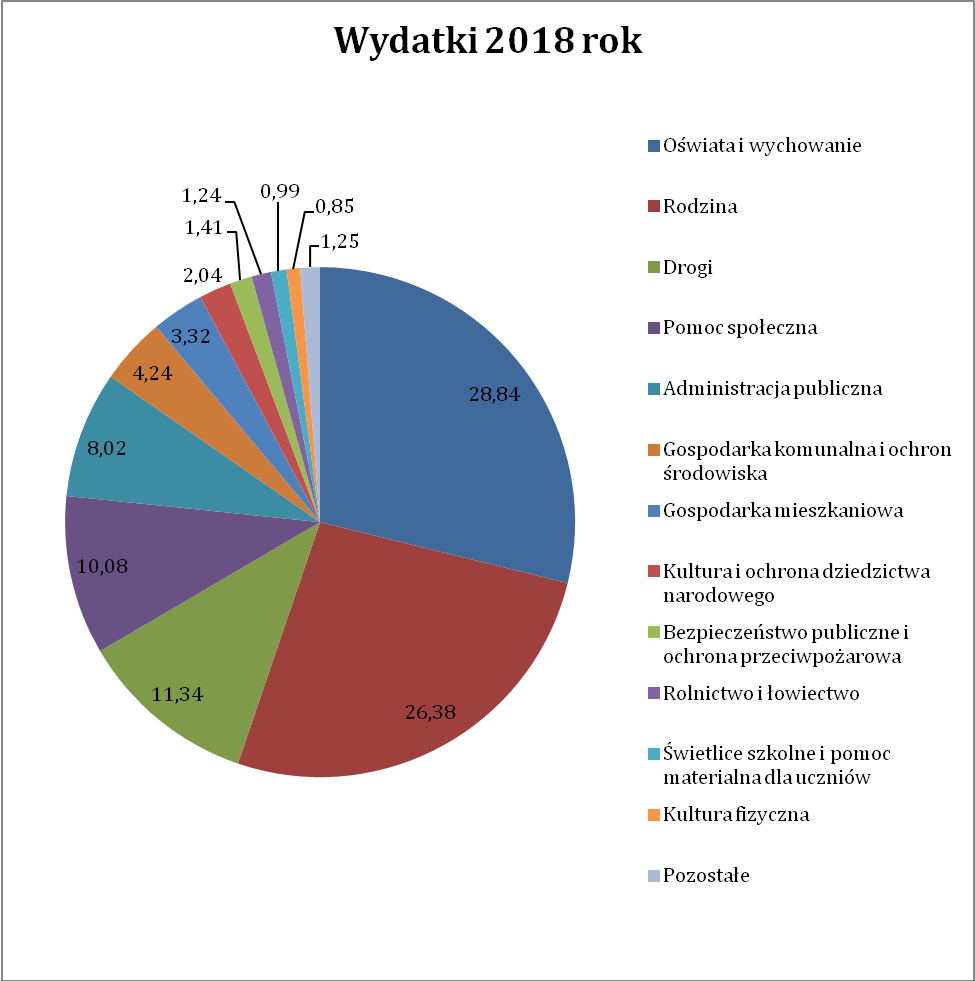 Wydatki 2018 rok
1,24
0,99
0,85
1,41
1,25
2,04
3,32
4,24
8,02
10,08
11,34
26,38
28,84
Oświata i wychowanie
Rodzina
Drogi
Pomoc społeczna
Administracja publiczna
Gospodarka komunalna i ochron
środowiska
Gospodarka mieszkaniowa
Kultura i ochrona dziedzictwa
narodowego
Bezpieczeństwo publiczne i
ochrona przeciwpożarowa
Rolnictwo i łowiectwo
Świetlice szkolne i pomoc
materialna dla uczniów
Kultura fizyczna
Pozostałe